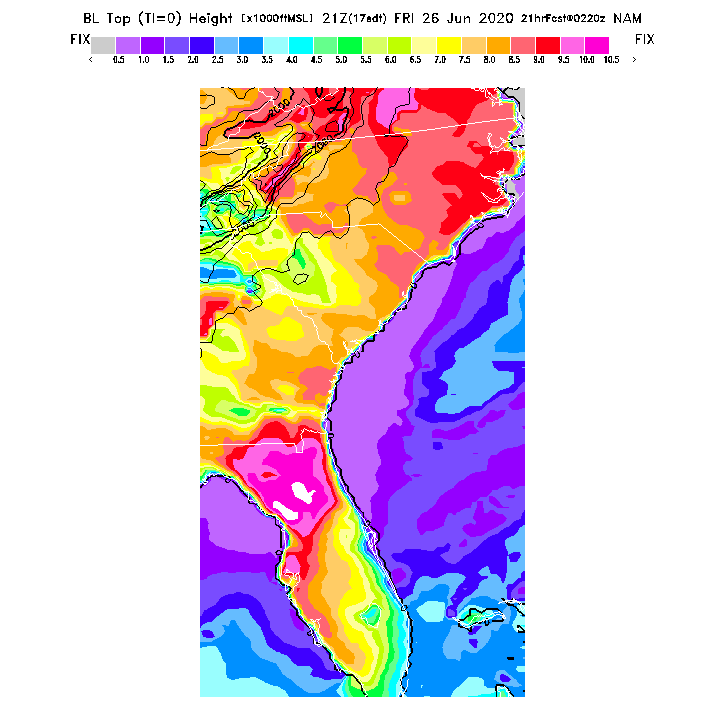 BL Top (TI=0) Height [x1000ftMSL] 21Z(17edt) FRI 26 Jun 2020 21hrFcst@0220z NAM
FIX FIX
< 0.5 1.0 1.5 2.0 2.5 3.0 3.5 4.0 4.5 5.0 5.5 6.0 6.5 7.0 7.5 8.0 8.5 9.0 9.5 10.0 10.5 >
2000
2000
2000